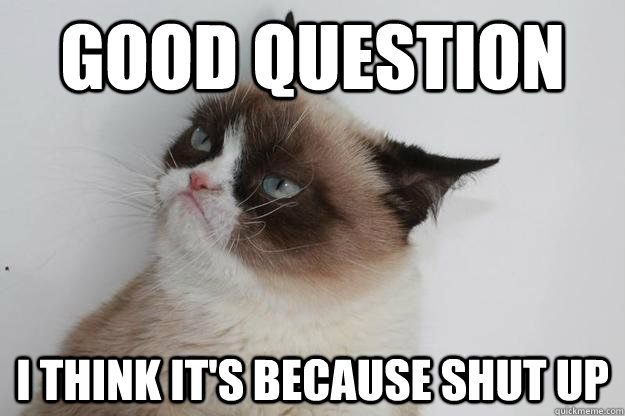 GOOD QUESTION
I THINK IT'S BECAUSE SHUT UP
quickmeme.com